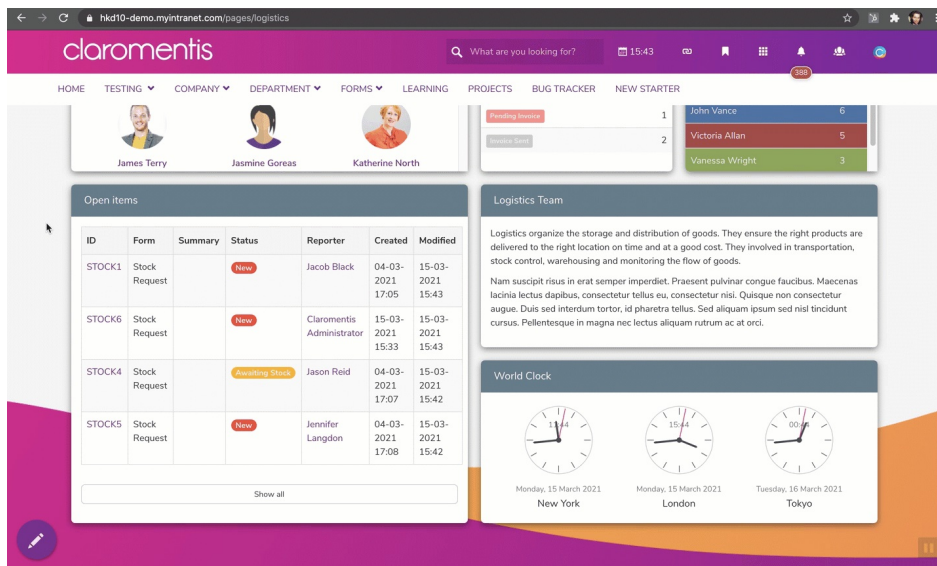 hkd10-demo.myintranet.com/pages/logistics
claromentis
What are you looking for?
15:43
388
HOME TESTING COMPANY DEPARTMENT FORMS LEARNING PROJECTS BUG TRACKER NEW STARTER
James Terry
Jasmine Goreas
Katherine North
Pending Invoice 1
Invoice Sent 2
John Vance 6
Victoria Allan 5
Vanessa Wright 3
Open items
ID Form Summary Status Reporter Created Modified
STOCK1 Stock New Jacob Black 04-03- 15-03-
Request 2021 2021
17:05 15:43
STOCK6 Stock New Claromentis 15-03- 15-03-
Request Administrator 2021 2021
15:33 15:43
STOCK4 Stock Awaiting Stock Jason Reid 04-03- 15-03-
Request 2021 2021
17:07 15:42
STOCK5 Stock New Jennifer 04-03- 15-03-
Request Langdon 2021 2021
17:08 15:42
Show all
Logistics Team
Logistics organize the storage and distribution of goods. They ensure the right products are
delivered to the right location on time and at a good cost. They involved in transportation,
stock control, warehousing and monitoring the flow of goods.
Nam suscipit risus in erat semper imperdiet. Praesent pulvinar congue faucibus. Maecenas
lacinia lectus dapibus, consectetur tellus eu, consectetur nisi. Quisque non consectetur
augue. Duis sed interdum tortor, id pharetra tellus. Sed aliquam ipsum sed nisl tincidunt
cursus. Pellentesque in magna nec lectus aliquam rutrum ac at orci.
World Clock
11:44
15:44
00:44
Monday, 15 March 2021
New York
Monday, 15 March 2021
London
Tuesday, 16 March 2021
Tokyo